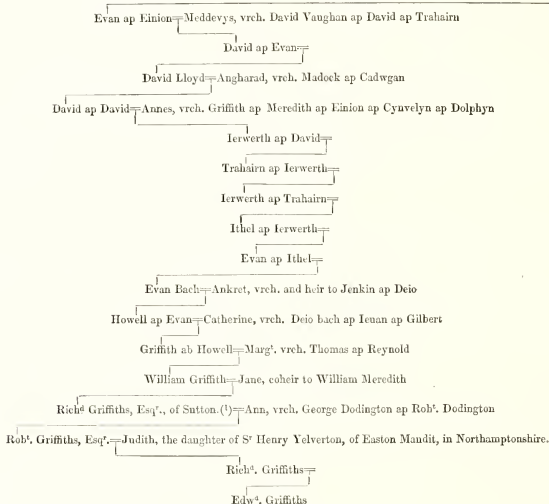 Evan ap Einion=Meddevys, vrch. David Vaughan ap David ap Trahairn
David ap Evan=
David Lloyd=Angharad, vrch. Madock ap Cadwgan
David ap David=Annes, vrch. Griffith ap Meredith ap Einion ap Cynvelyn ap Dolphyn
Ierwerth ap David=
Trahairn ap Ierwerth=
Ierwerth ap Trahairn=
Ithel ap Ierwerth=
Evan ap Ithel=
Evan Bach=Ankret, vrch. and heir to Jenkin ap Deio
Howell ap Evan=Catherine, vrch. Deio bach ap Ieuan ap Gilbert
Griffith ab Howell=Margᵗ. vrch. Thomas ap Reynold
William Griffith=Jane, coheir to William Meredith
Richᵈ Griffiths, Esqʳ., of Sutton.(¹)=Ann, vrch. George Dodington ap Robᵗ. Dodington
Robᵗ. Griffiths, Esqʳ.=Judith, the daughter of Sʳ Henry Yelverton, of Easton Maudit, in Northamptonshire.
Richᵈ. Griffiths=
Edwᵈ. Griffiths